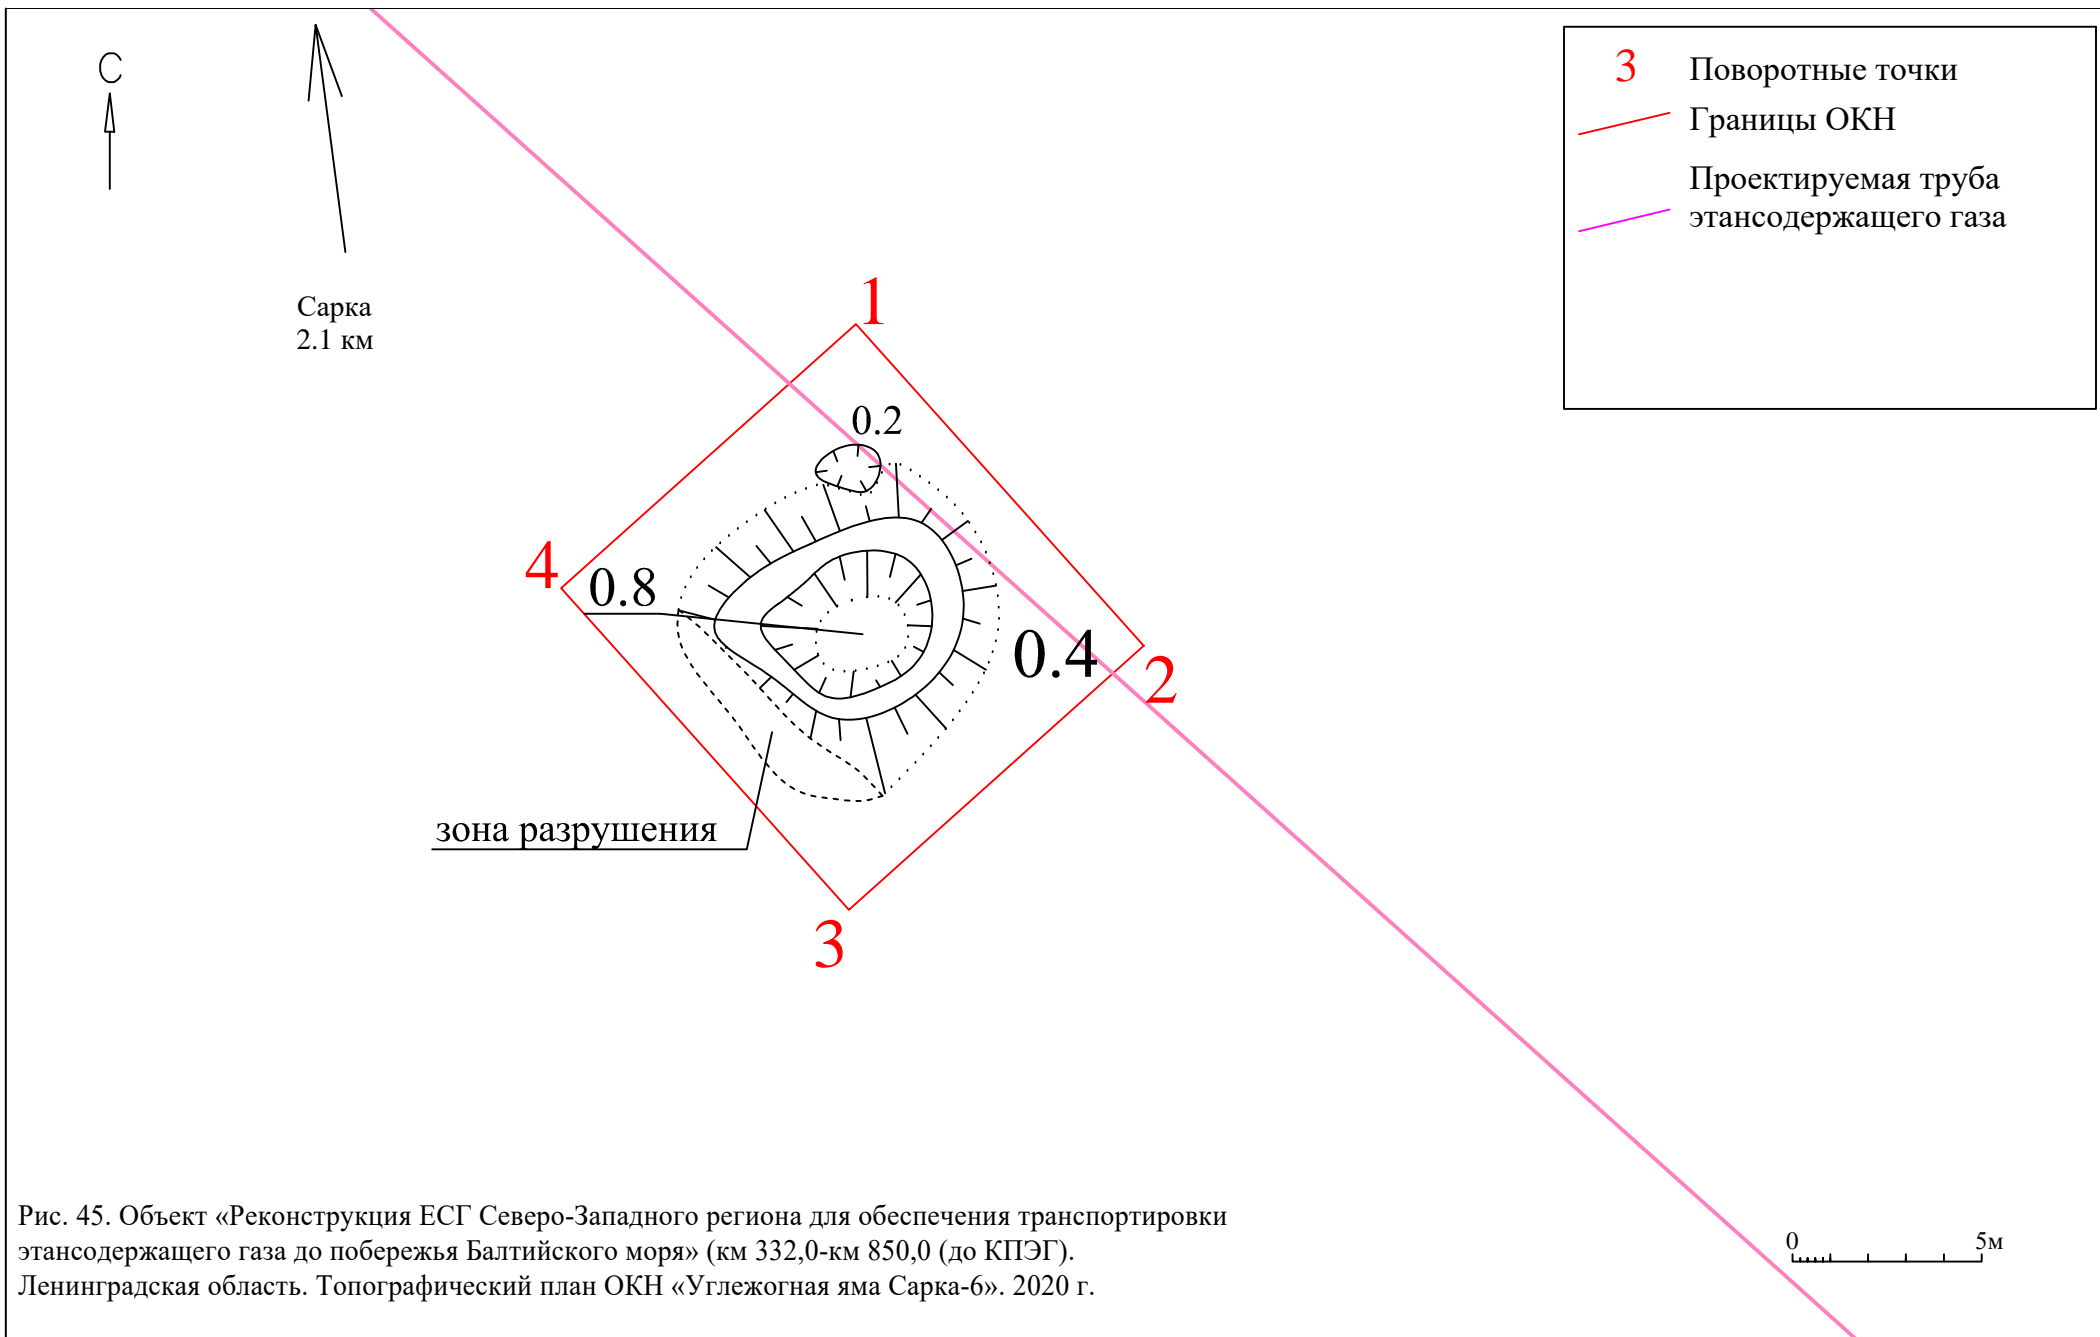 С
Сарка
2.1 км
3 Поворотные точки
Границы ОКН
Проектируемая труба
этансодержащего газа
1
0.2
4
0.8
0.4
2
зона разрушения
3
Рис. 45. Объект «Реконструкция ЕСГ Северо-Западного региона для обеспечения транспортировки
этансодержащего газа до побережья Балтийского моря» (км 332,0-км 850,0 (до КПЭГ).
Ленинградская область. Топографический план ОКН «Углежогная яма Сарка-6». 2020 г.
0 5м